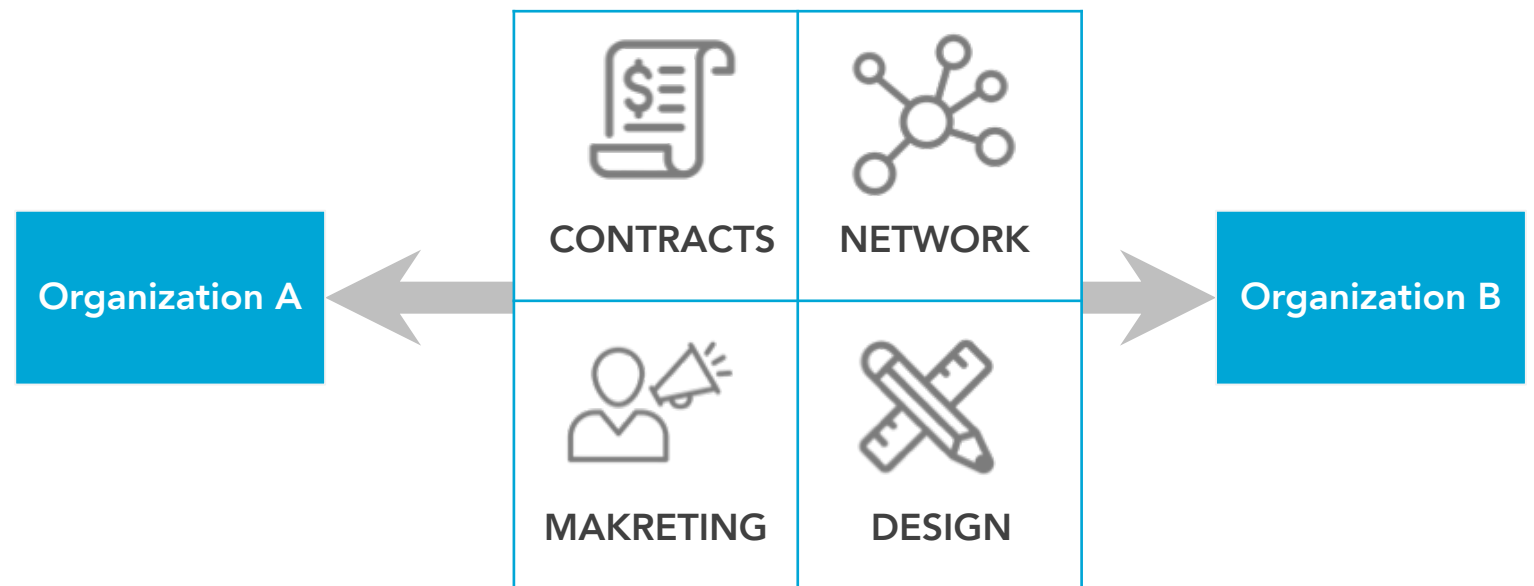 CONTRACTS
NETWORK
Organization A
Organization B
MAKRETING
DESIGN